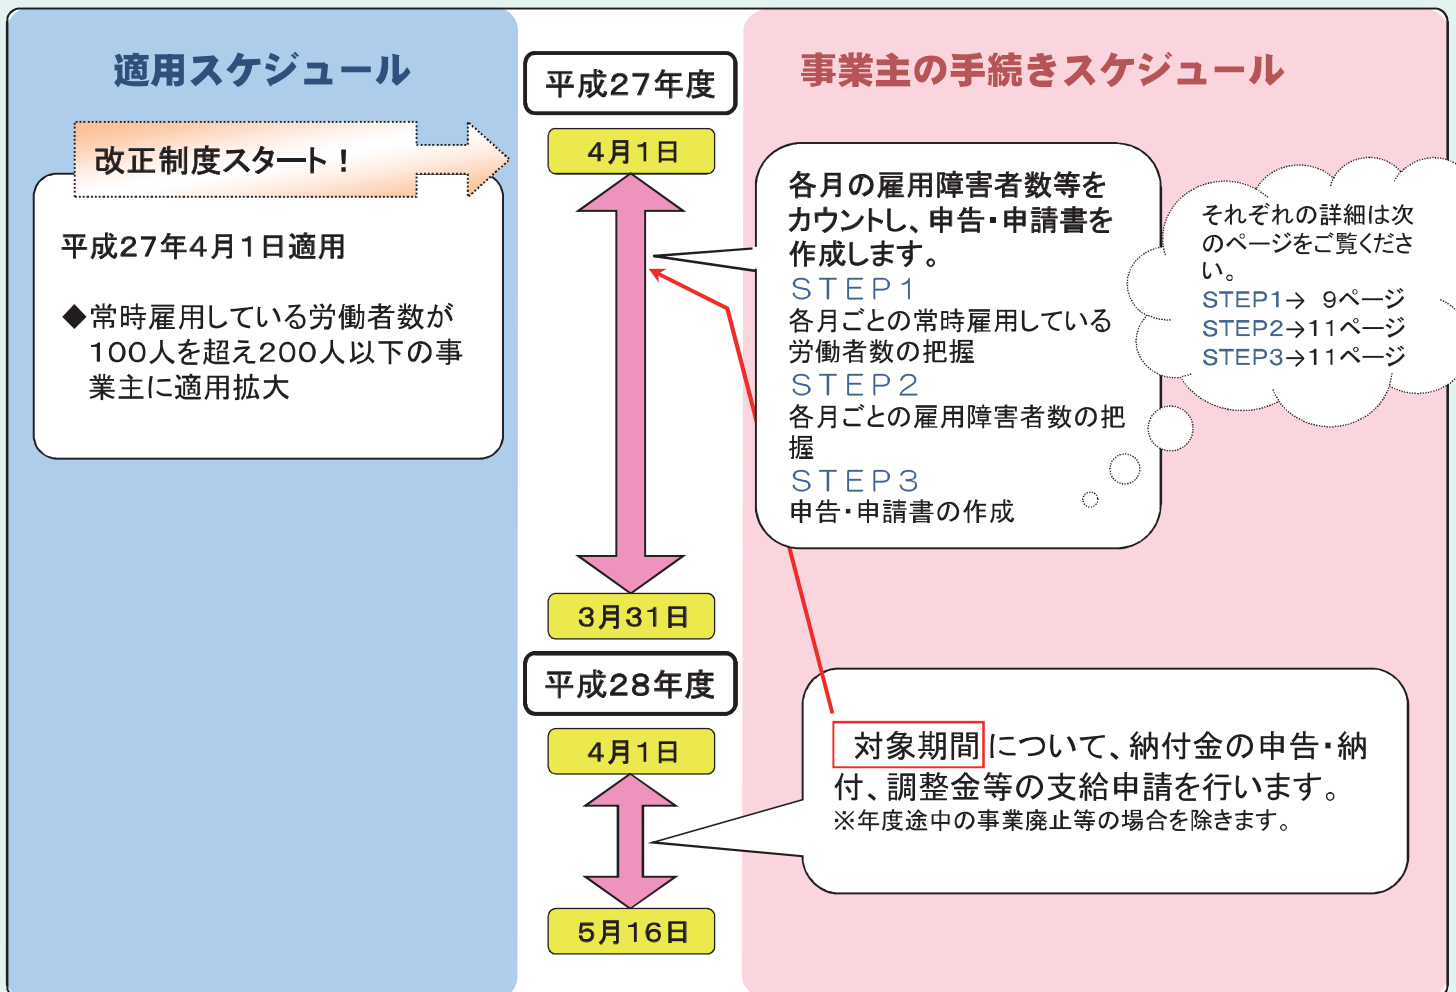 適用スケジュール
改正制度スタート！
平成27年4月1日適用
◆常時雇用している労働者数が
100人を超え200人以下の事
業主に適用拡大
平成27年度
4月1日
3月31日
平成28年度
4月1日
5月16日
事業主の手続きスケジュール
各月の雇用障害者数等を
カウントし、申告・申請書を
作成します。
STEP1
各月ごとの常時雇用している
労働者数の把握
STEP2
各月ごとの雇用障害者数の把
握
STEP3
申告・申請書の作成
それぞれの詳細は次
のページをご覧くださ
い。
STEP1→ 9ページ
STEP2→11ページ
STEP3→11ページ
対象期間について、納付金の申告・納
付、調整金等の支給申請を行います。
※年度途中の事業廃止等の場合を除きます。